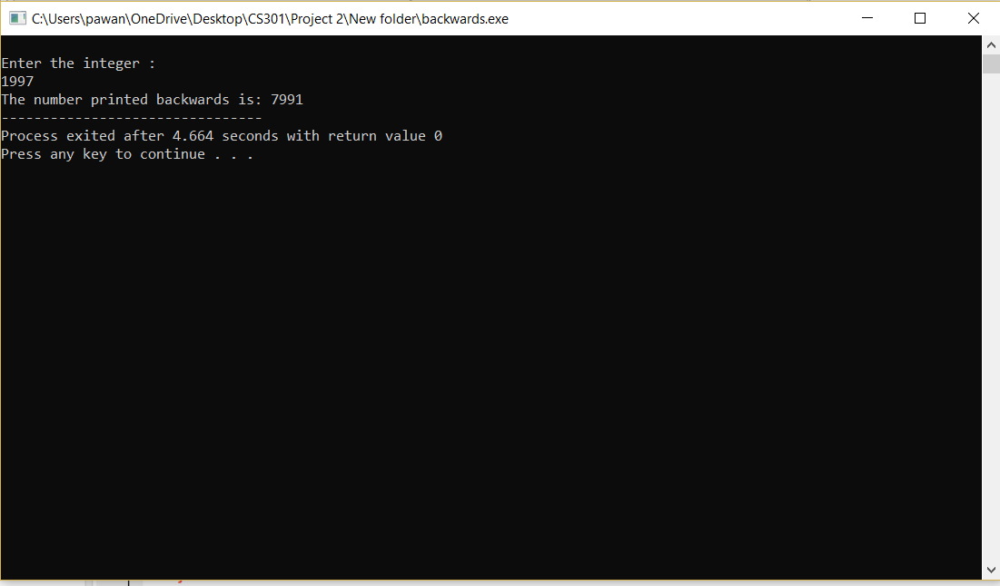 C:\Users\pawan\OneDrive\Desktop\CS301\Project 2\New folder\backwards.exe
Enter the integer :
1997
The number printed backwards is: 7991
--------------------------------
Process exited after 4.664 seconds with return value 0
Press any key to continue . . .